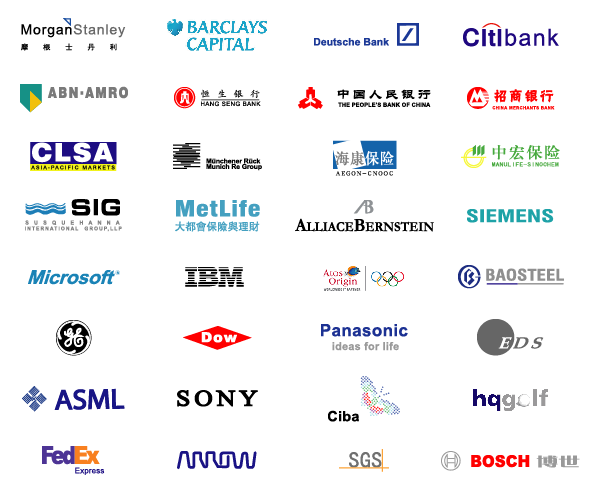 MorganStanley
摩根士丹利
BARCLAYS
CAPITAL
Deutsche Bank
citibank
ABN·AMRO
恒生銀行
HANG SENG BANK
中国人民银行
THE PEOPLE'S BANK OF CHINA
招商银行
CHINA MERCHANTS BANK
CLSA
ASIA-PACIFIC MARKETS
Münchener Rück
Munich Re Group
海康保险
AEGON-CNOOC
中宏保险
MANULIFE-SINOCHEM
SIG
SUSQUEHANNA
INTERNATIONAL GROUP,LLP
MetLife
大都會保險與理財
AB
ALLIACEBERNSTEIN
SIEMENS
Microsoft®
IBM
Atos
Origin
WORLDWIDE IT PARTNER
BAOSTEEL
GE
Dow
Panasonic
ideas for life
EDS
ASML
SONY
Ciba
hqgolf
FedEx
Express
ARROW
SGS
BOSCH 博世